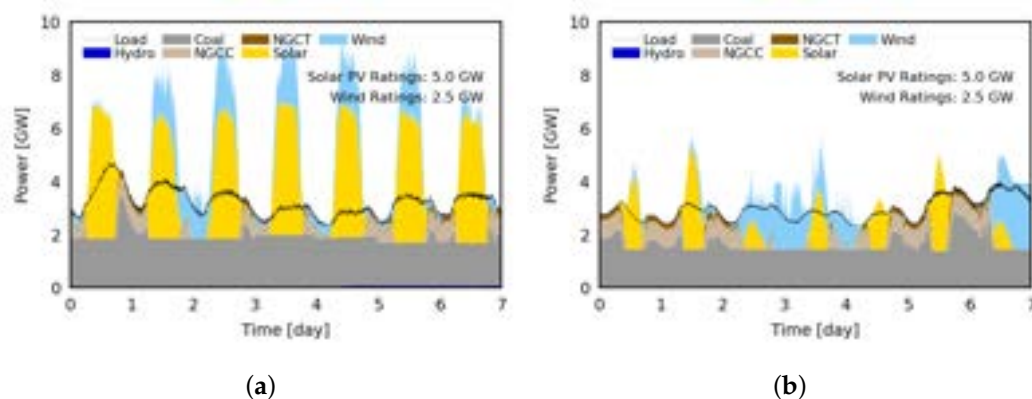 10
8
6
4
2
0
Power [GW]
Load Coal NGCT Wind
Hydro NGCC Solar
Solar PV Ratings: 5.0 GW
Wind Ratings: 2.5 GW
0 1 2 3 4 5 6 7
Time [day]
(a)
10
8
6
4
2
0
Power [GW]
Load Coal NGCT Wind
Hydro NGCC Solar
Solar PV Ratings: 5.0 GW
Wind Ratings: 2.5 GW
0 1 2 3 4 5 6 7
Time [day]
(b)